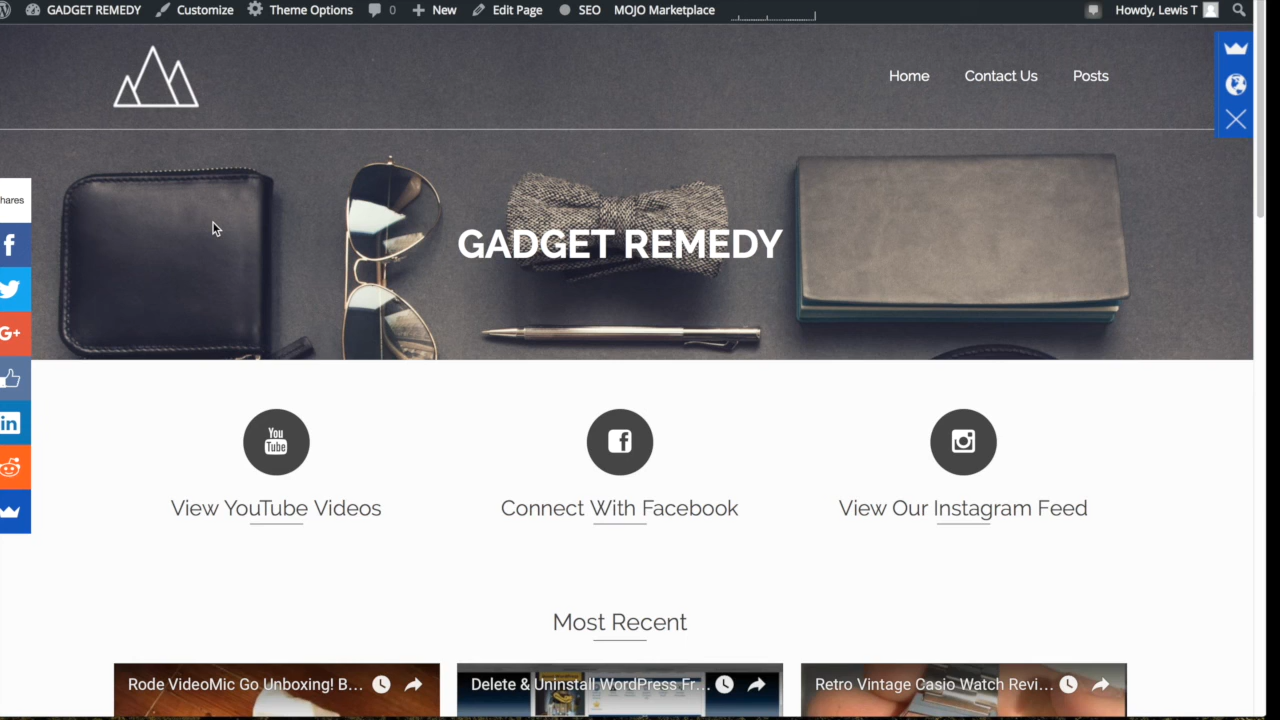 GADGET REMEDY Customize Theme Options 0 New Edit Page SEO MOJO Marketplace Howdy, Lewis T
Home Contact Us Posts
hares
GADGET REMEDY
You Tube
View YouTube Videos Connect With Facebook View Our Instagram Feed
Most Recent
Rode VideoMic Go Unboxing! B... Delete & Uninstall WordPress Fr... Retro Vintage Casio Watch Revi...